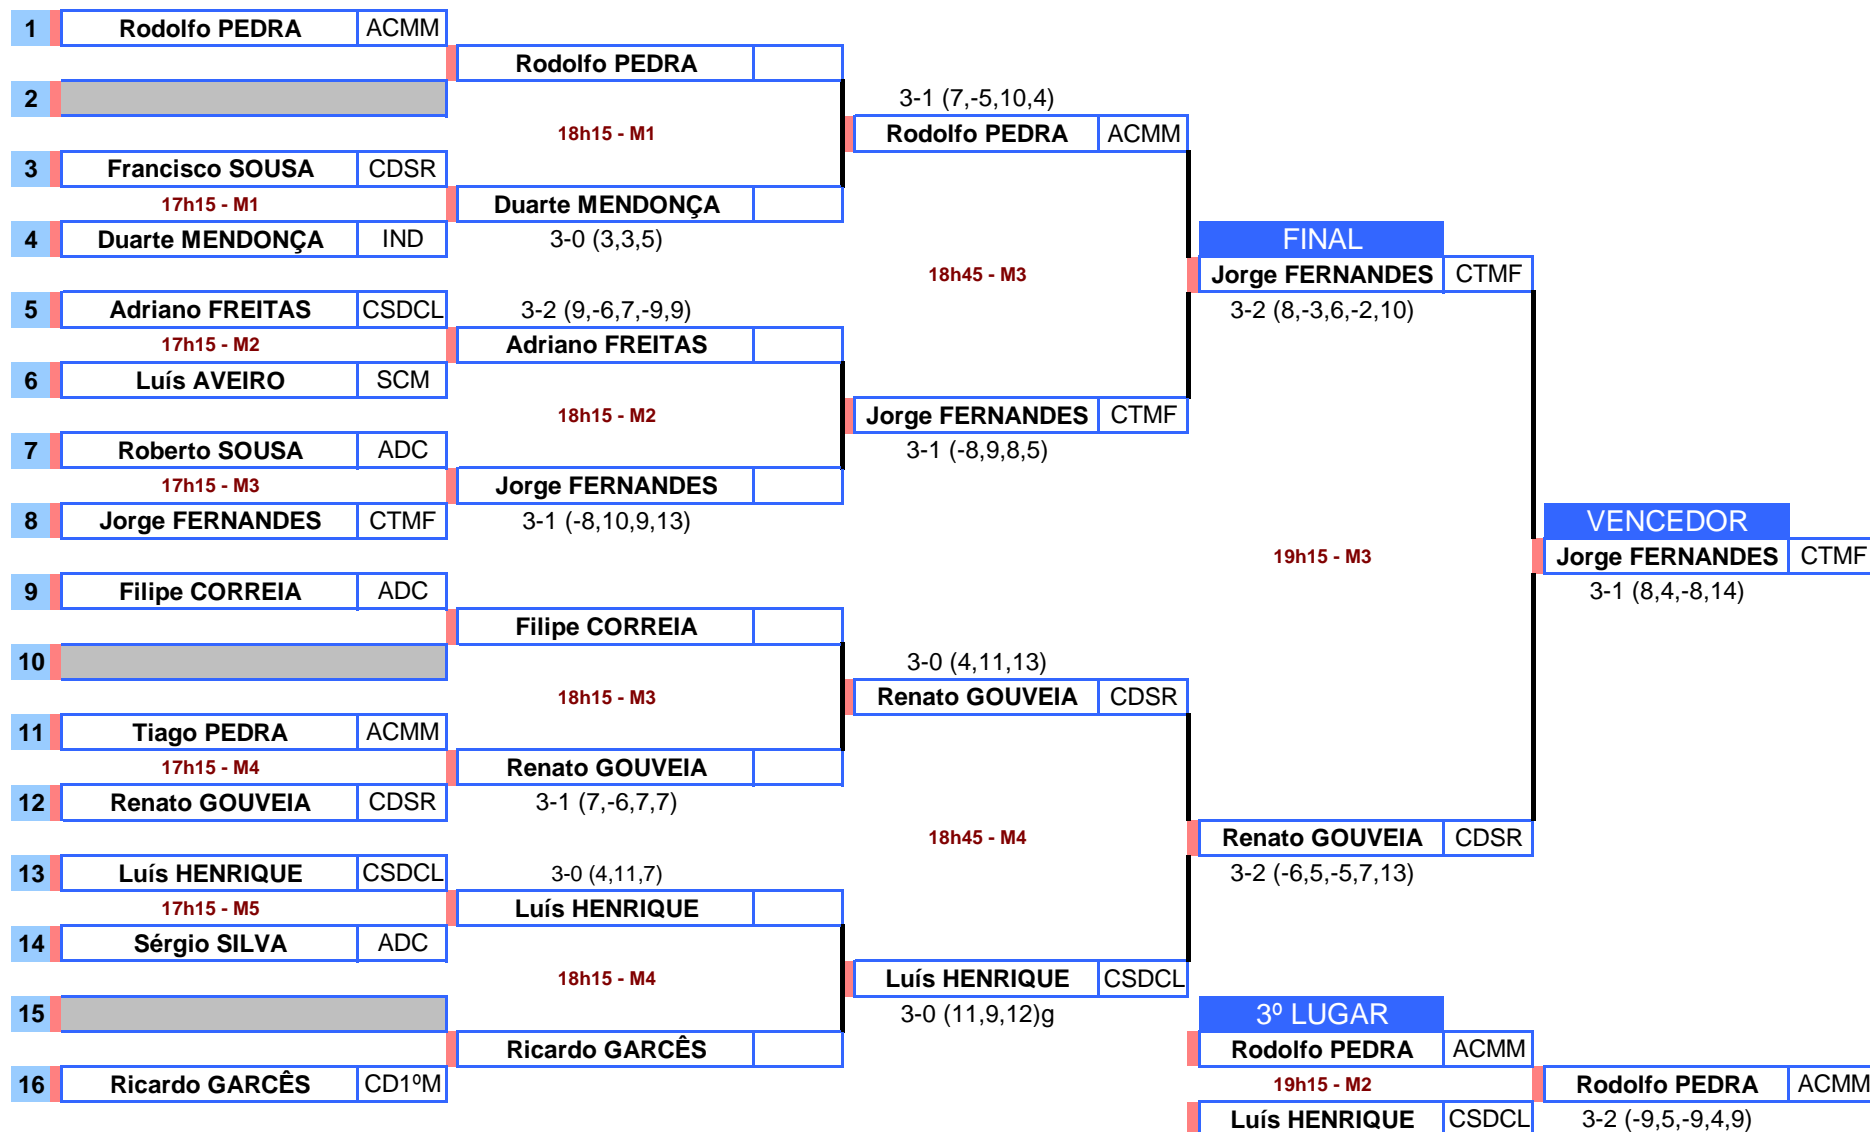 1 Rodolfo PEDRA ACMM
Rodolfo PEDRA
2 3-1 (7,-5,10,4)
18h15 - M1 Rodolfo PEDRA ACMM
3 Francisco SOUSA CDSR
17h15 - M1 Duarte MENDONÇA
4 Duarte MENDONÇA IND 3-0 (3,3,5) FINAL
18h45 - M3 Jorge FERNANDES CTMF
5 Adriano FREITAS CSDCL 3-2 (9,-6,7,-9,9) 3-2 (8,-3,6,-2,10)
17h15 - M2 Adriano FREITAS
6 Luís AVEIRO SCM
18h15 - M2 Jorge FERNANDES CTMF
7 Roberto SOUSA ADC 3-1 (-8,9,8,5)
17h15 - M3 Jorge FERNANDES
8 Jorge FERNANDES CTMF 3-1 (-8,10,9,13) VENCEDOR
19h15 - M3 Jorge FERNANDES CTMF
9 Filipe CORREIA ADC 3-1 (8,4,-8,14)
Filipe CORREIA
10 3-0 (4,11,13)
18h15 - M3 Renato GOUVEIA CDSR
11 Tiago PEDRA ACMM
17h15 - M4 Renato GOUVEIA
12 Renato GOUVEIA CDSR 3-1 (7,-6,7,7)
18h45 - M4 Renato GOUVEIA CDSR
13 Luís HENRIQUE CSDCL 3-0 (4,11,7) 3-2 (-6,5,-5,7,13)
17h15 - M5 Luís HENRIQUE
14 Sérgio SILVA ADC
18h15 - M4 Luís HENRIQUE CSDCL
15 3-0 (11,9,12)g 3º LUGAR
Ricardo GARCÊS Rodolfo PEDRA ACMM
16 Ricardo GARCÊS CD1ºM 19h15 - M2 Rodolfo PEDRA ACMM
Luís HENRIQUE CSDCL 3-2 (-9,5,-9,4,9)